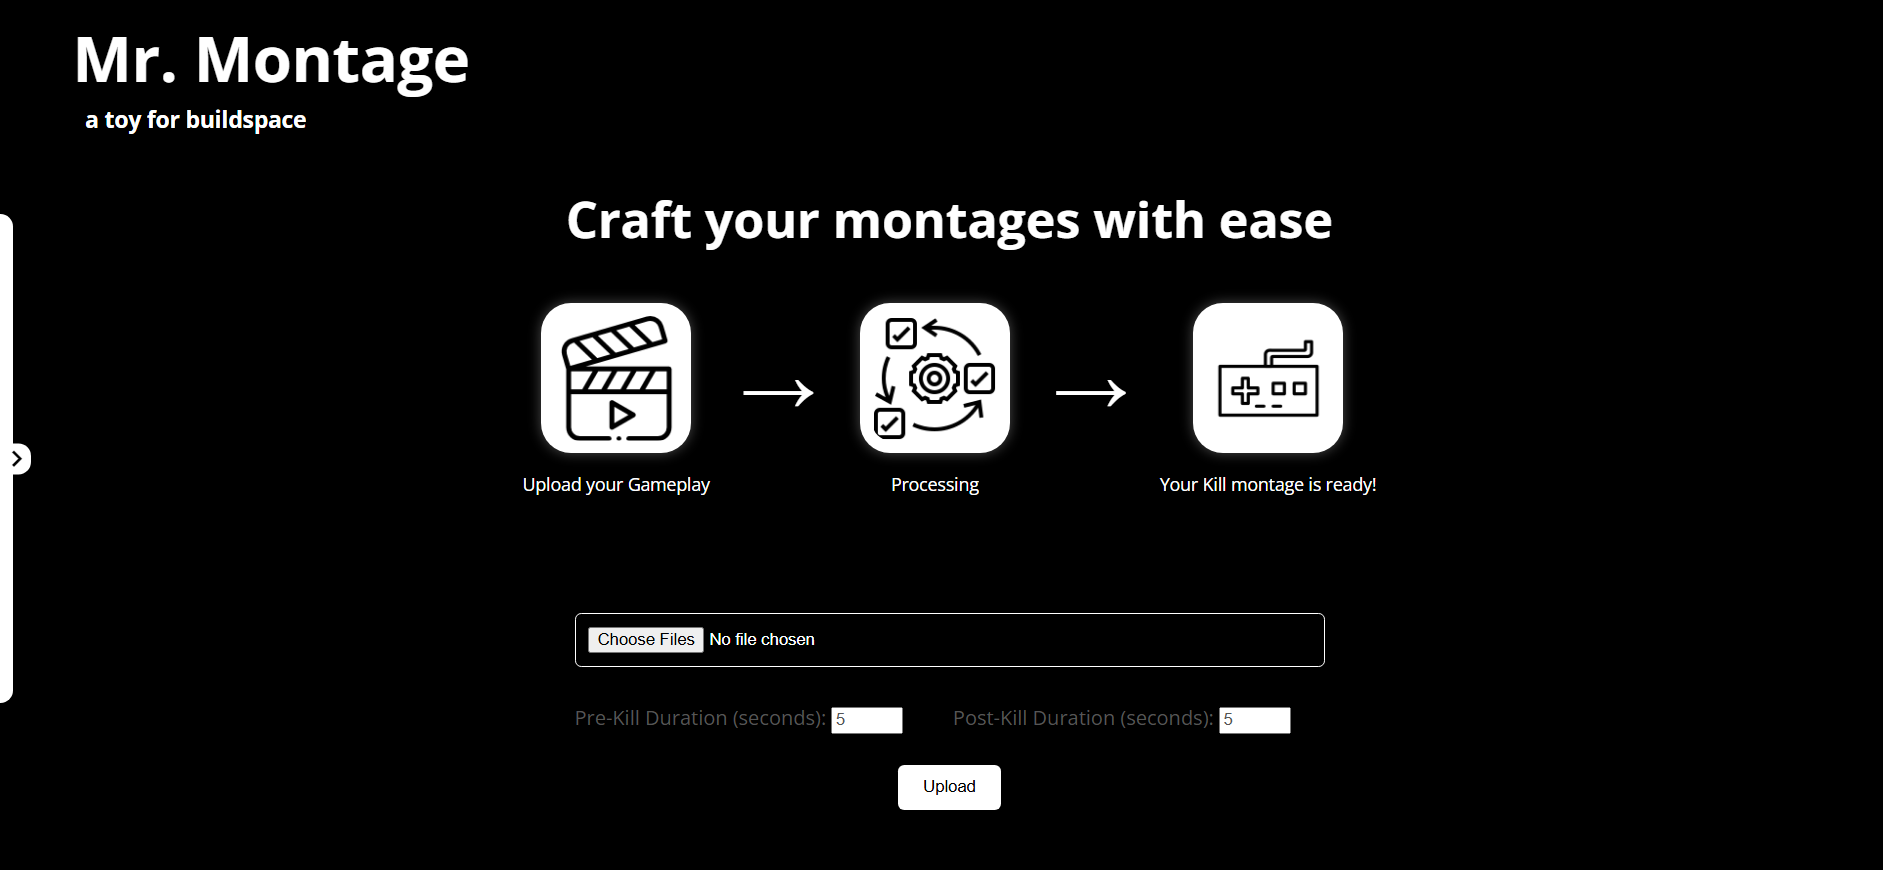 Mr. Montage
a toy for buildspace
Craft your montages with ease
Upload your Gameplay
Processing
Your Kill montage is ready!
Choose Files No file chosen
Pre-Kill Duration (seconds): 5 Post-Kill Duration (seconds): 5
Upload